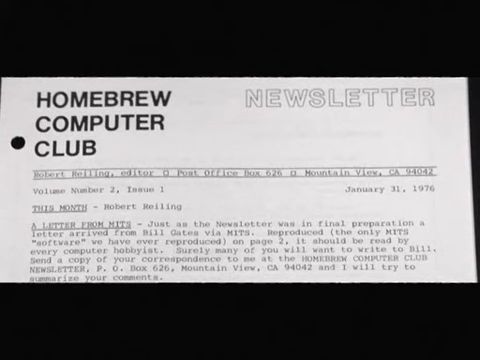 HOMEBREW
COMPUTER
CLUB
NEWSLETTER
Robert Reiling, editor □ Post Office Box 626 □ Mountain View, CA 94042
Volume Number 2, Issue 1 January 31, 1976
THIS MONTH - Robert Reiling
A LETTER FROM MITS - Just as the Newsletter was in final preparation a
letter arrived from Bill Gates via MITS. Reproduced (the only MITS
"software" we have ever reproduced) on page 2, it should be read by
every computer hobbyist. Surely many of you will want to write to Bill.
Send a copy of your correspondence to me at the HOMEBREW COMPUTER CLUB
NEWSLETTER, P. O. Box 626, Mountain View, CA 94042 and I will try to
summarize your comments.